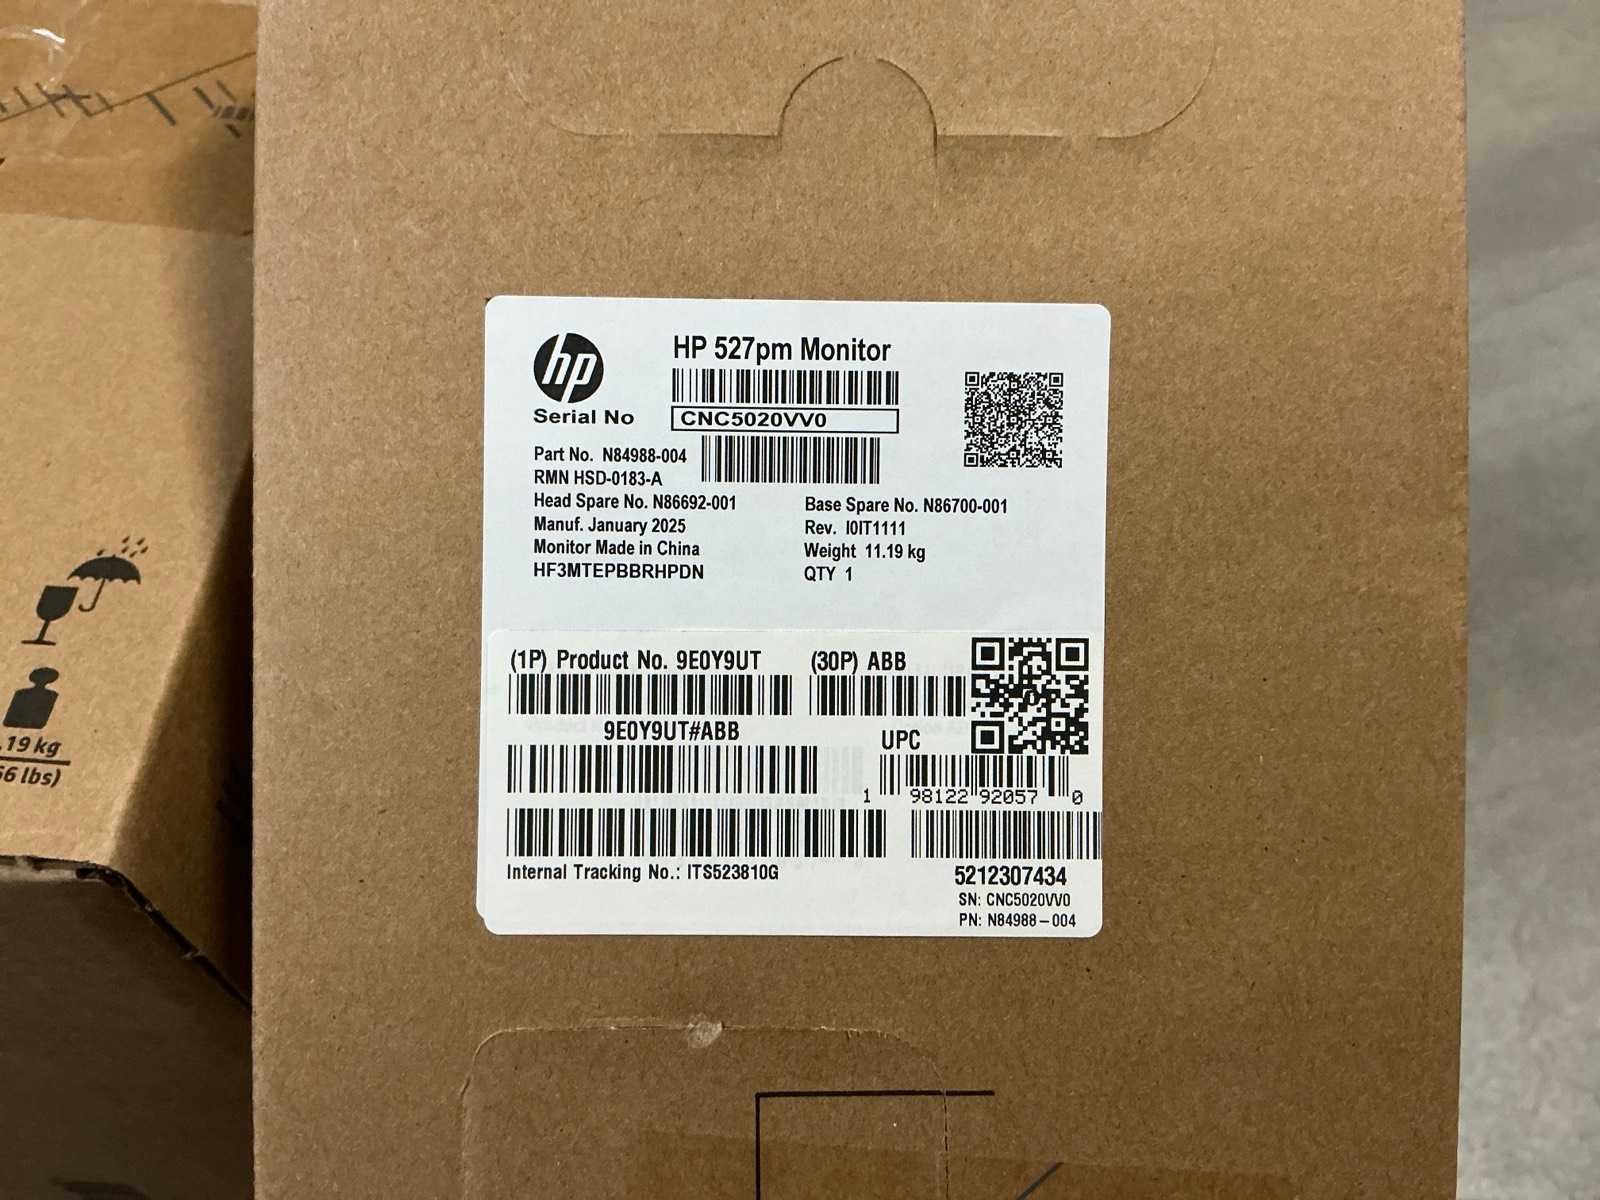 hp
HP 527pm Monitor
Serial No
CNC5020VV0
Part No. N84988-004
RMN HSD-0183-A
Head Spare No. N86692-001
Base Spare No. N86700-001
Manuf. January 2025
Rev. I0IT1111
Monitor Made in China
Weight 11.19 kg
HF3MTEPBBRHPDN
QTY 1
(1P) Product No. 9E0Y9UT
(30P) ABB
9E0Y9UT#ABB
UPC
1 98122 92057 0
Internal Tracking No.: ITS523810G
5212307434
SN: CNC5020VV0
PN: N84988-004
.19 kg
66 lbs)